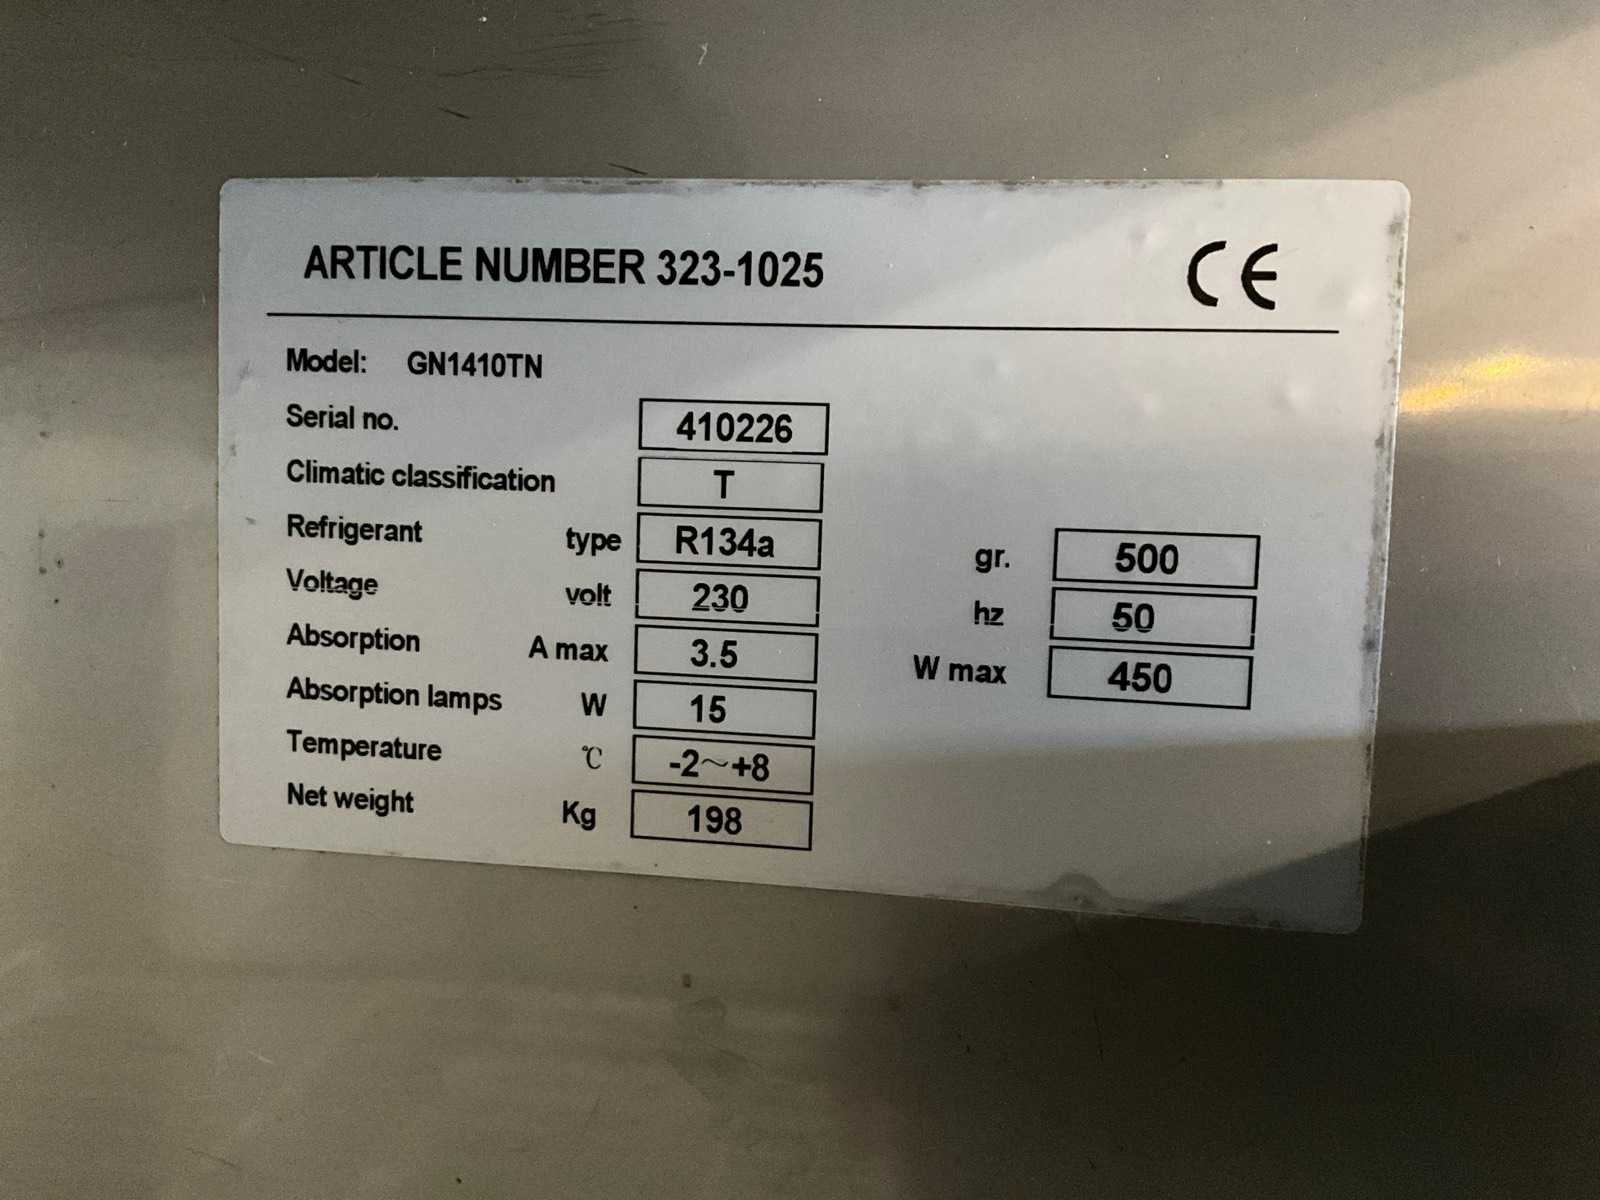 ARTICLE NUMBER 323-1025 CE
Model: GN1410TN
Serial no. 410226
Climatic classification T
Refrigerant type R134a gr. 500
Voltage volt 230 hz 50
Absorption A max 3.5 W max 450
Absorption lamps W 15
Temperature ℃ -2～+8
Net weight Kg 198